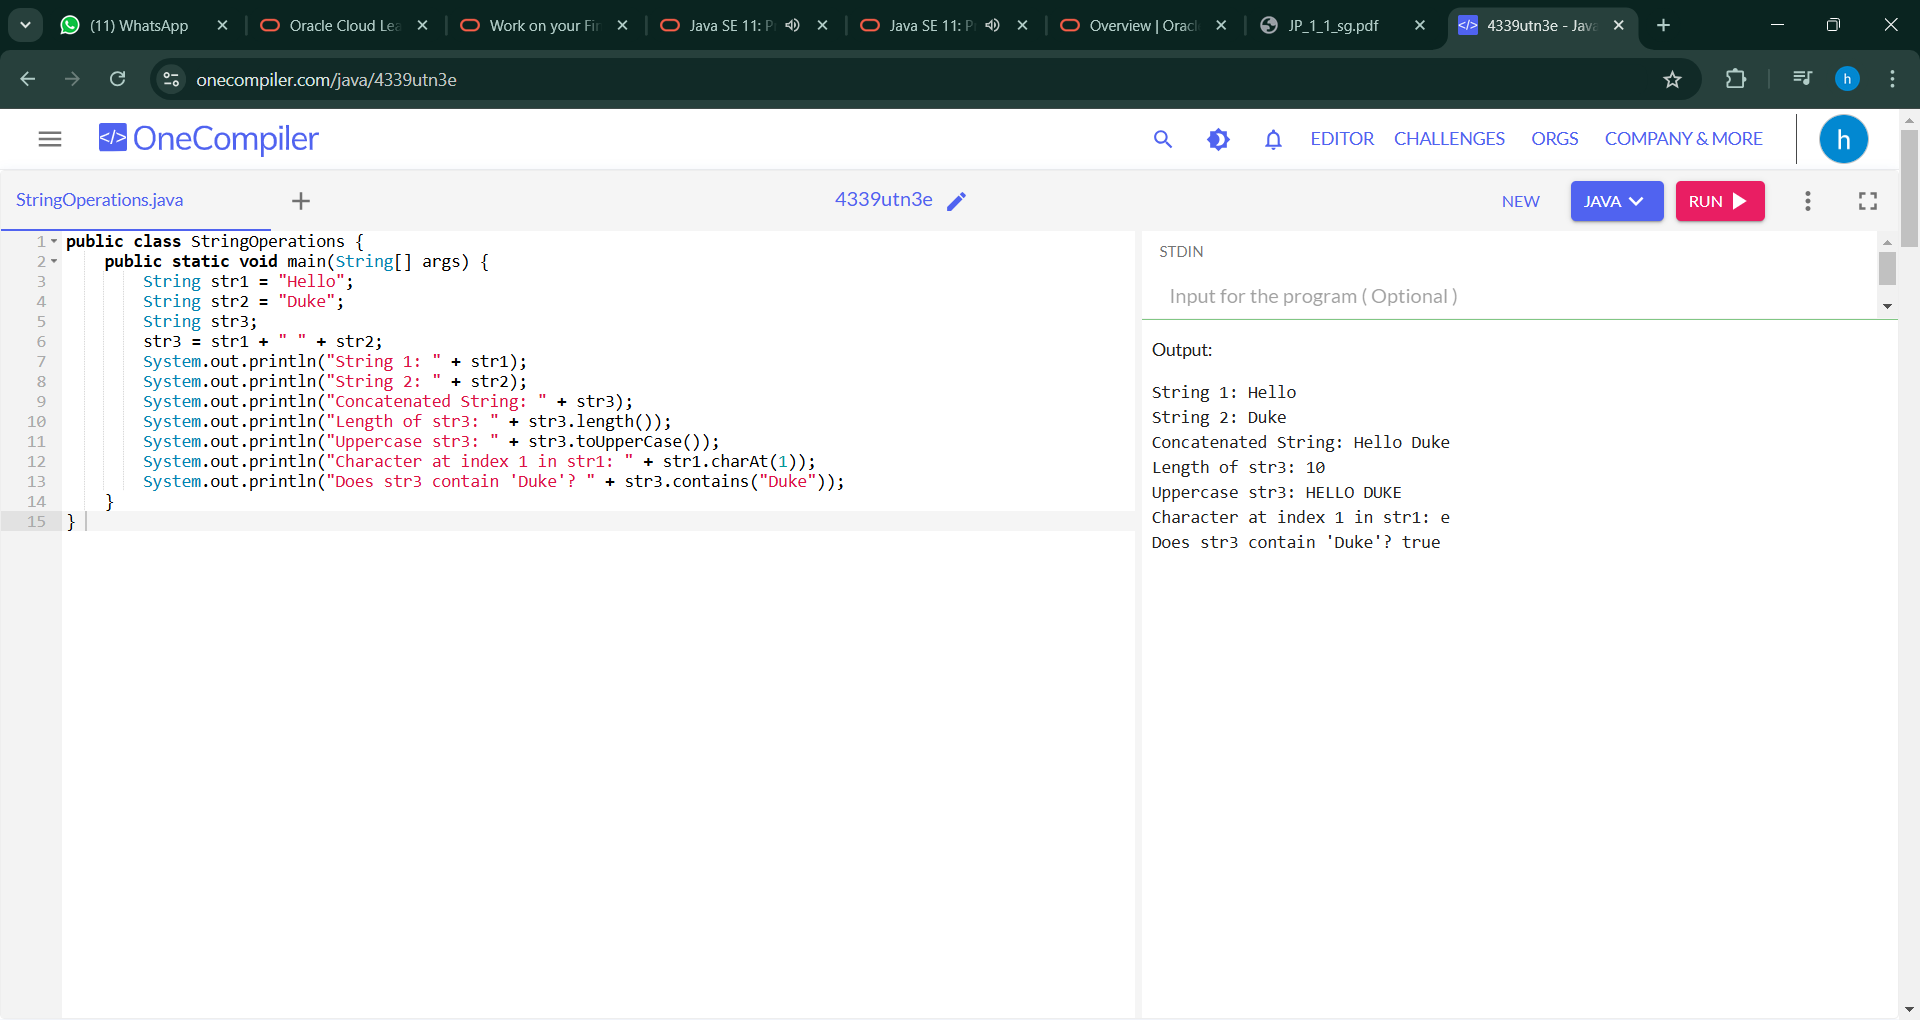 (11) WhatsApp
Oracle Cloud Lea
Work on your Fir
Java SE 11: P
Java SE 11: P
Overview | Oracl
JP_1_1_sg.pdf
4339utn3e - Java
onecompiler.com/java/4339utn3e
h
</> OneCompiler
EDITOR CHALLENGES ORGS COMPANY & MORE
h
StringOperations.java
4339utn3e
NEW
JAVA
RUN
1 public class StringOperations {
2     public static void main(String[] args) {
3         String str1 = "Hello";
4         String str2 = "Duke";
5         String str3;
6         str3 = str1 + " " + str2;
7         System.out.println("String 1: " + str1);
8         System.out.println("String 2: " + str2);
9         System.out.println("Concatenated String: " + str3);
10         System.out.println("Length of str3: " + str3.length());
11         System.out.println("Uppercase str3: " + str3.toUpperCase());
12         System.out.println("Character at index 1 in str1: " + str1.charAt(1));
13         System.out.println("Does str3 contain 'Duke'? " + str3.contains("Duke"));
14     }
15 }
STDIN
Input for the program ( Optional )
Output:
String 1: Hello
String 2: Duke
Concatenated String: Hello Duke
Length of str3: 10
Uppercase str3: HELLO DUKE
Character at index 1 in str1: e
Does str3 contain 'Duke'? true